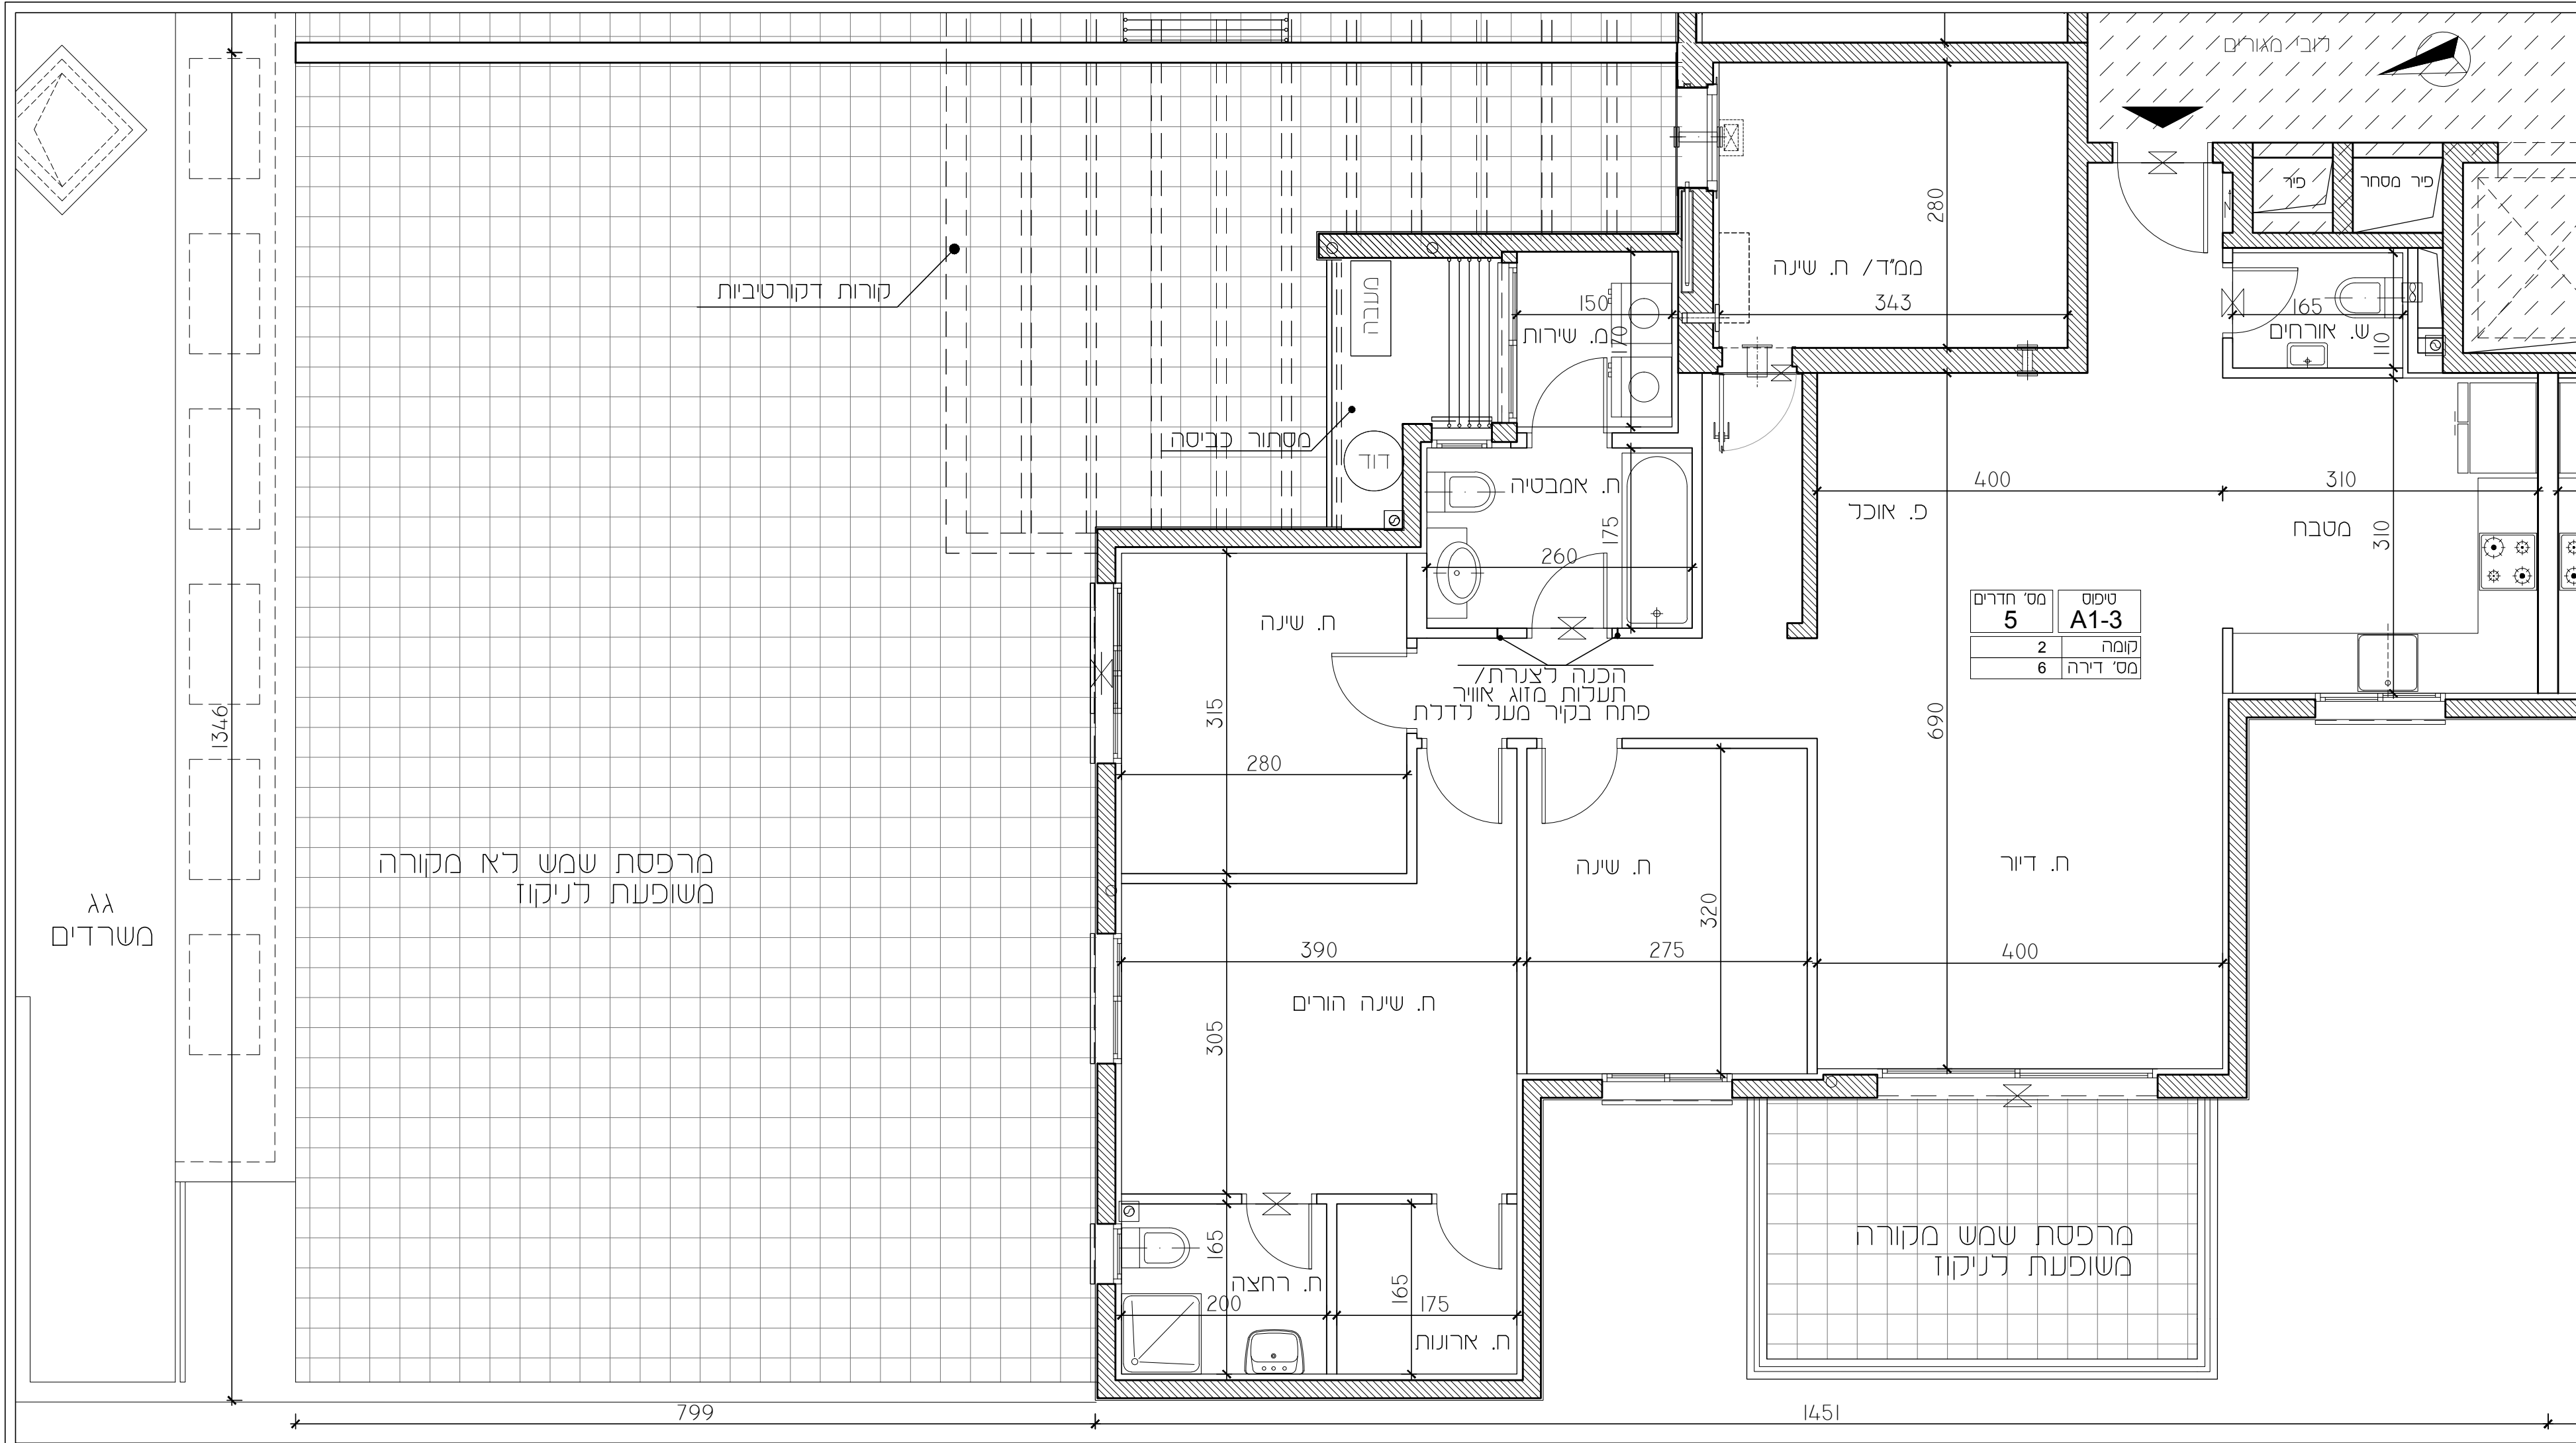 לובי מגורים
פיר
פיר מסחר
280
ממ"ד/ ח. שינה
343
קורות דקורטיביות
מעבה
150
מ. שירות
170
165
ש. אורחים
110
מסתור כביסה
דוד
ח. אמבטיה
175
260
400
310
פ. אוכל
מטבח
310
טיפוס
A1-3
מס' חדרים
5
קומה 2
מס' דירה 6
ח. שינה
הכנה לצנרת/
תעלות מזוג אוויר
פתח בקיר מעל לדלת
315
280
690
1346
מרפסת שמש לא מקורה
משופעת לניקוז
גג
משרדים
ח. שינה
ח. דיור
320
390
275
400
ח. שינה הורים
305
165
ח. רחצה
200
165
175
ח. ארונות
מרפסת שמש מקורה
משופעת לניקוז
799
1451